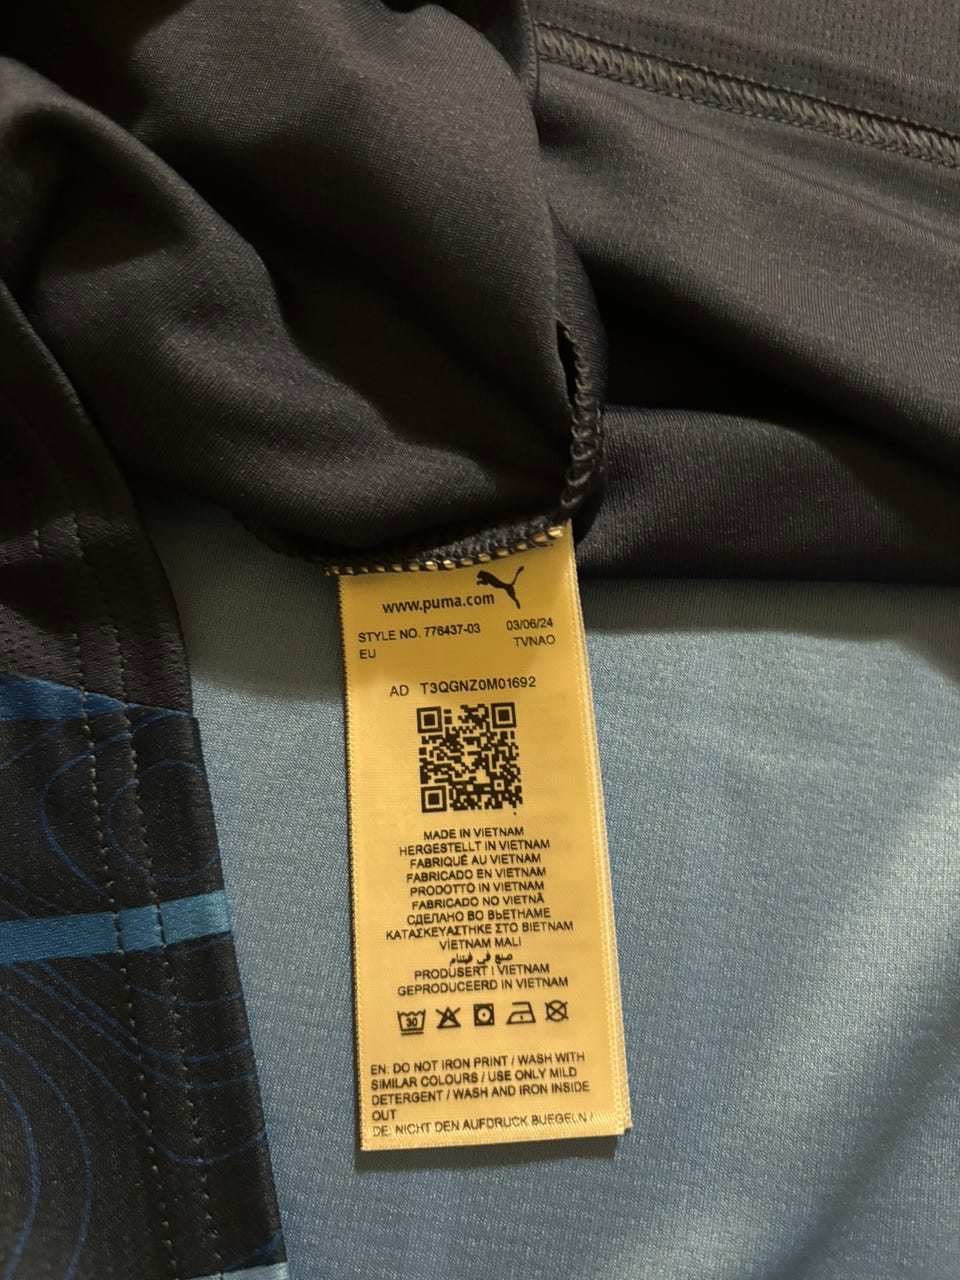 www.puma.com
STYLE NO. 776437-03 03/06/24
EU TVNAO
AD T3QGNZ0M01692
MADE IN VIETNAM
HERGESTELLT IN VIETNAM
FABRIQUÉ AU VIETNAM
FABRICADO EN VIETNAM
PRODOTTO IN VIETNAM
FABRICADO NO VIETNÃ
СДЕЛАНО ВО ВЬЕТНАМЕ
ΚΑΤΑΣΚΕΥΑΣΤΗΚΕ ΣΤΟ ΒΙΕΤΝΑΜ
VİETNAM MALI
صنع في فيتنام
PRODUSERT I VIETNAM
GEPRODUCEERD IN VIETNAM
30
EN: DO NOT IRON PRINT / WASH WITH
SIMILAR COLOURS / USE ONLY MILD
DETERGENT / WASH AND IRON INSIDE
OUT
DE: NICHT DEN AUFDRUCK BUEGELN /